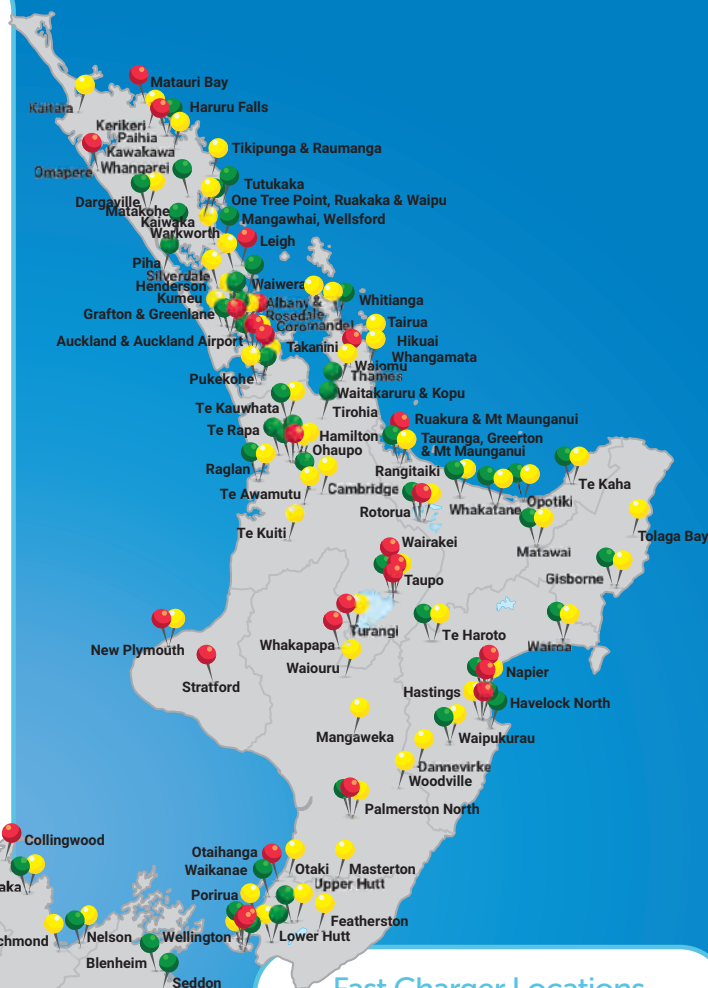 Matauri Bay
Kaitaia
Haruru Falls
Kerikeri
Paihia
Kawakawa
Tikipunga & Raumanga
Omapere
Whangarei
Tutukaka
Dargaville
One Tree Point, Ruakaka & Waipu
Matakohe
Mangawhai, Wellsford
Kaiwaka
Warkworth
Leigh
Piha
Silverdale
Henderson
Waiwera
Kumeu
Albany &
Rosedale
Whitianga
Grafton & Greenlane
Coromandel
Tairua
Auckland & Auckland Airport
Takanini
Hikuai
Whangamata
Waiomu
Thames
Pukekohe
Waitakaruru & Kopu
Te Kauwhata
Tirohia
Ruakura & Mt Maunganui
Te Rapa
Hamilton
Tauranga, Greerton
& Mt Maunganui
Ohaupo
Raglan
Rangitaiki
Te Awamutu
Cambridge
Te Kaha
Opotiki
Rotorua
Whakatane
Te Kuiti
Tolaga Bay
Wairakei
Matawai
Taupo
Gisborne
Turangi
Te Haroto
Whakapapa
Wairoa
New Plymouth
Waiouru
Napier
Stratford
Hastings
Havelock North
Mangaweka
Waipukurau
Dannevirke
Woodville
Palmerston North
Collingwood
Otaihanga
Waikanae
Otaki
Masterton
aka
Upper Hutt
Porirua
Featherston
chmond
Nelson
Wellington
Lower Hutt
Blenheim
Seddon
Fast Charger Locations